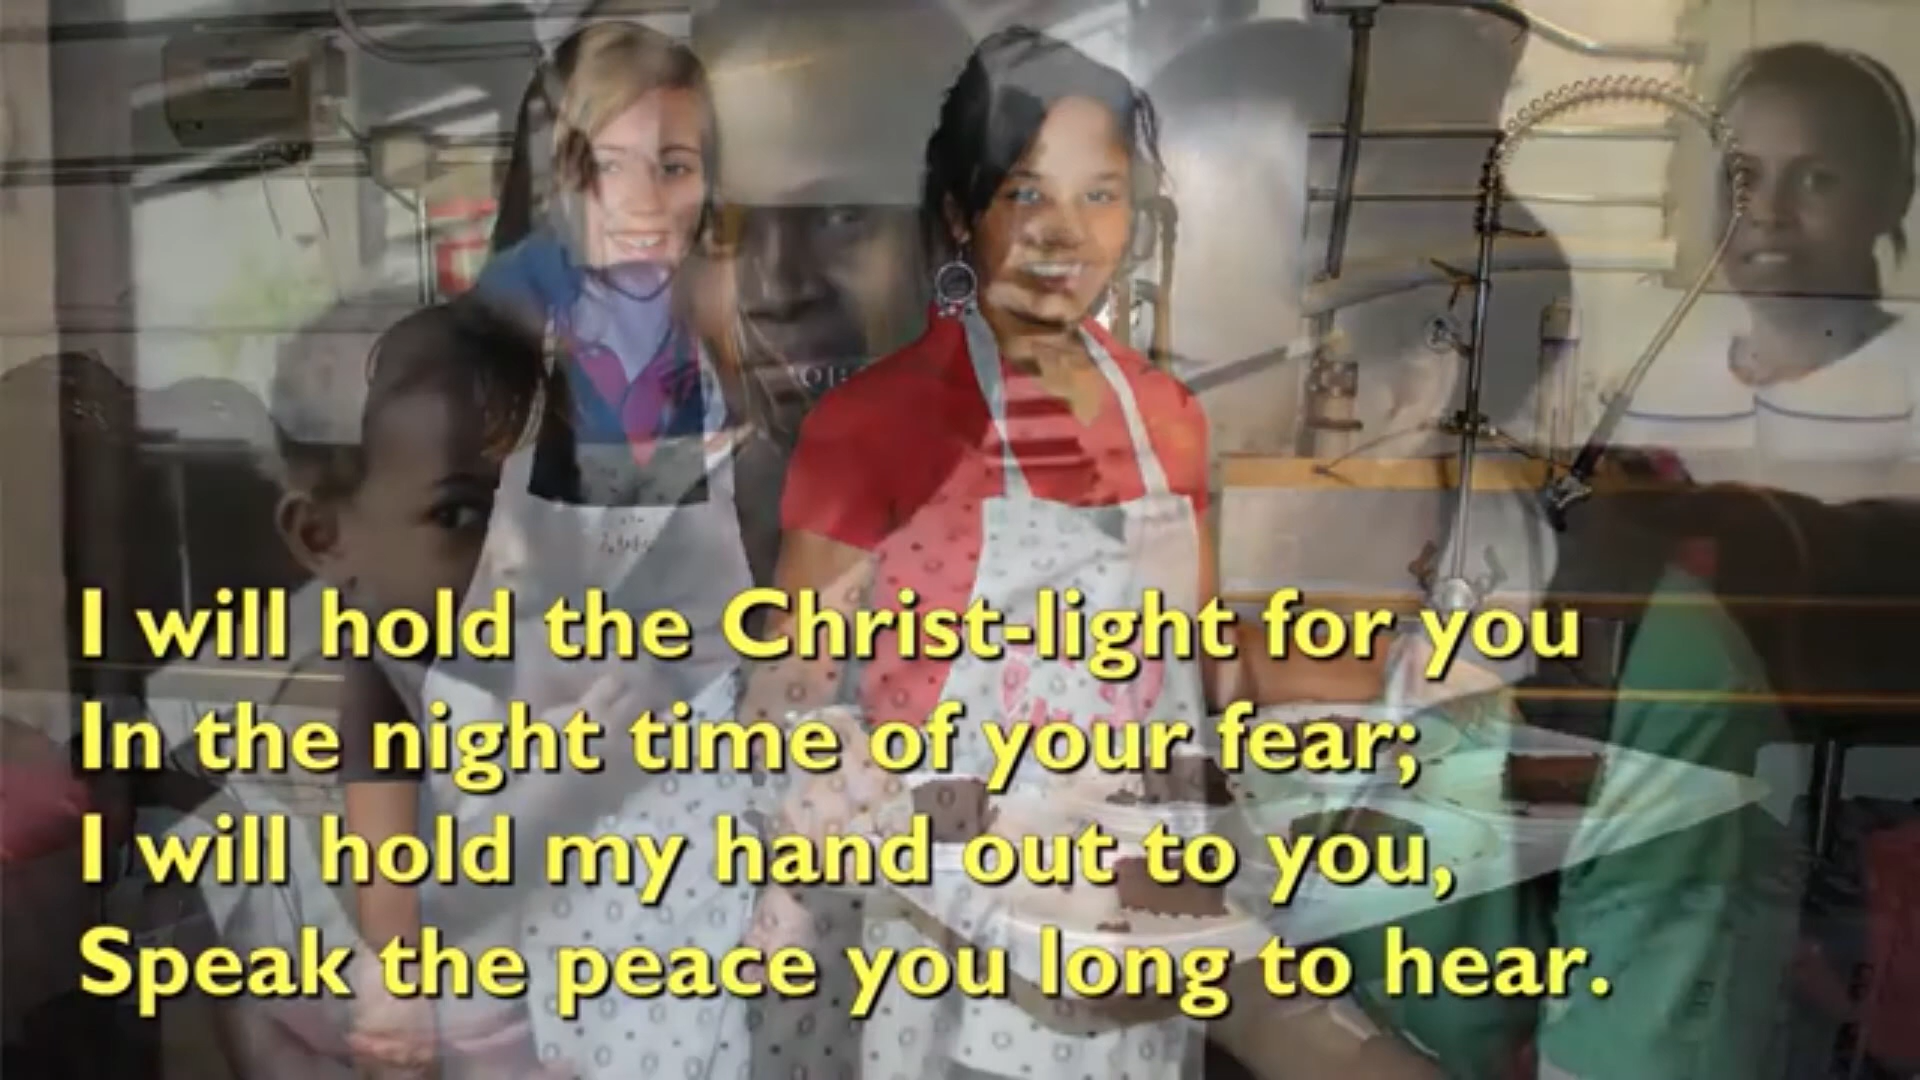 I will hold the Christ-light for you
In the night time of your fear;
I will hold my hand out to you,
Speak the peace you long to hear.